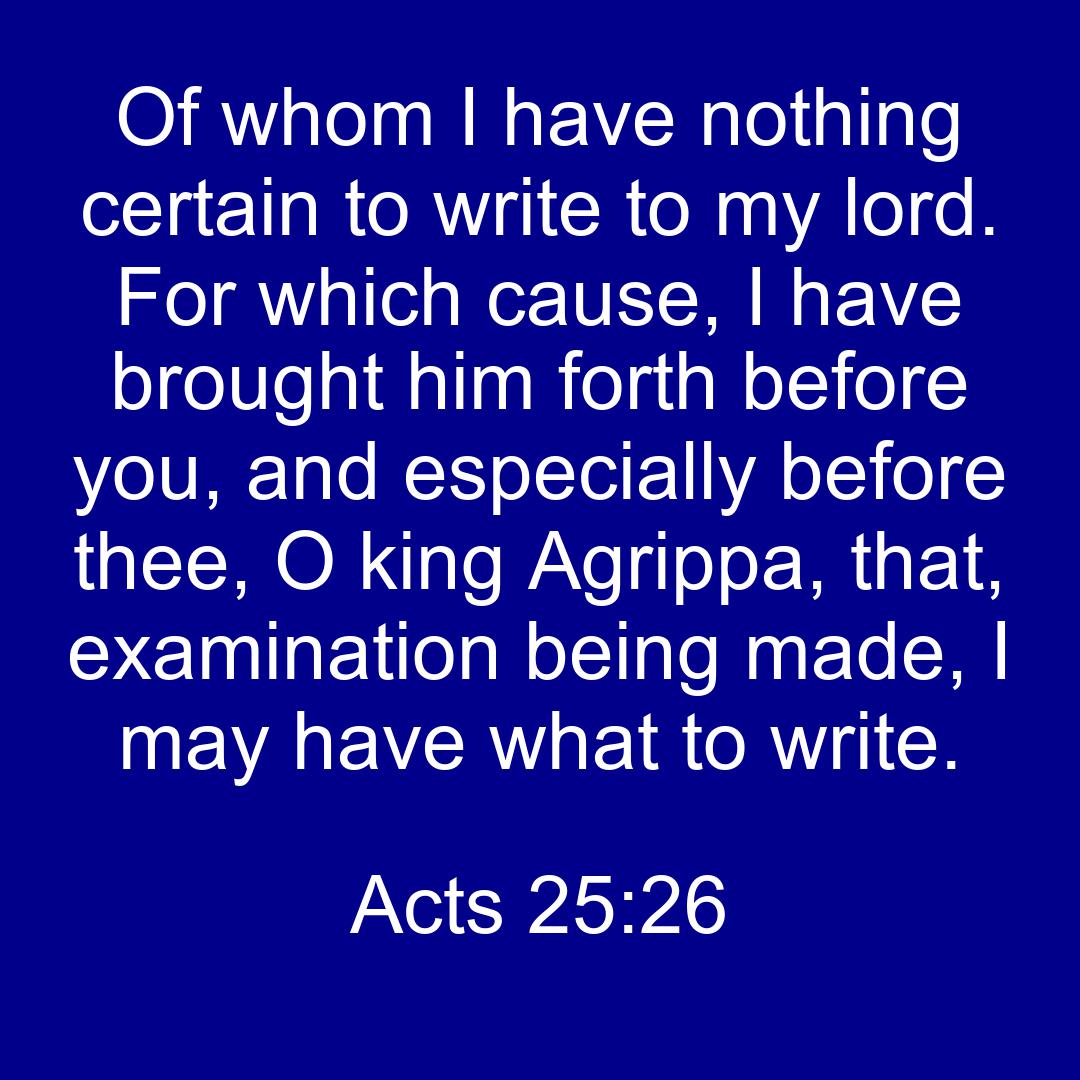 Of whom I have nothing
certain to write to my lord.
For which cause, I have
brought him forth before
you, and especially before
thee, O king Agrippa, that,
examination being made, I
may have what to write.
Acts 25:26